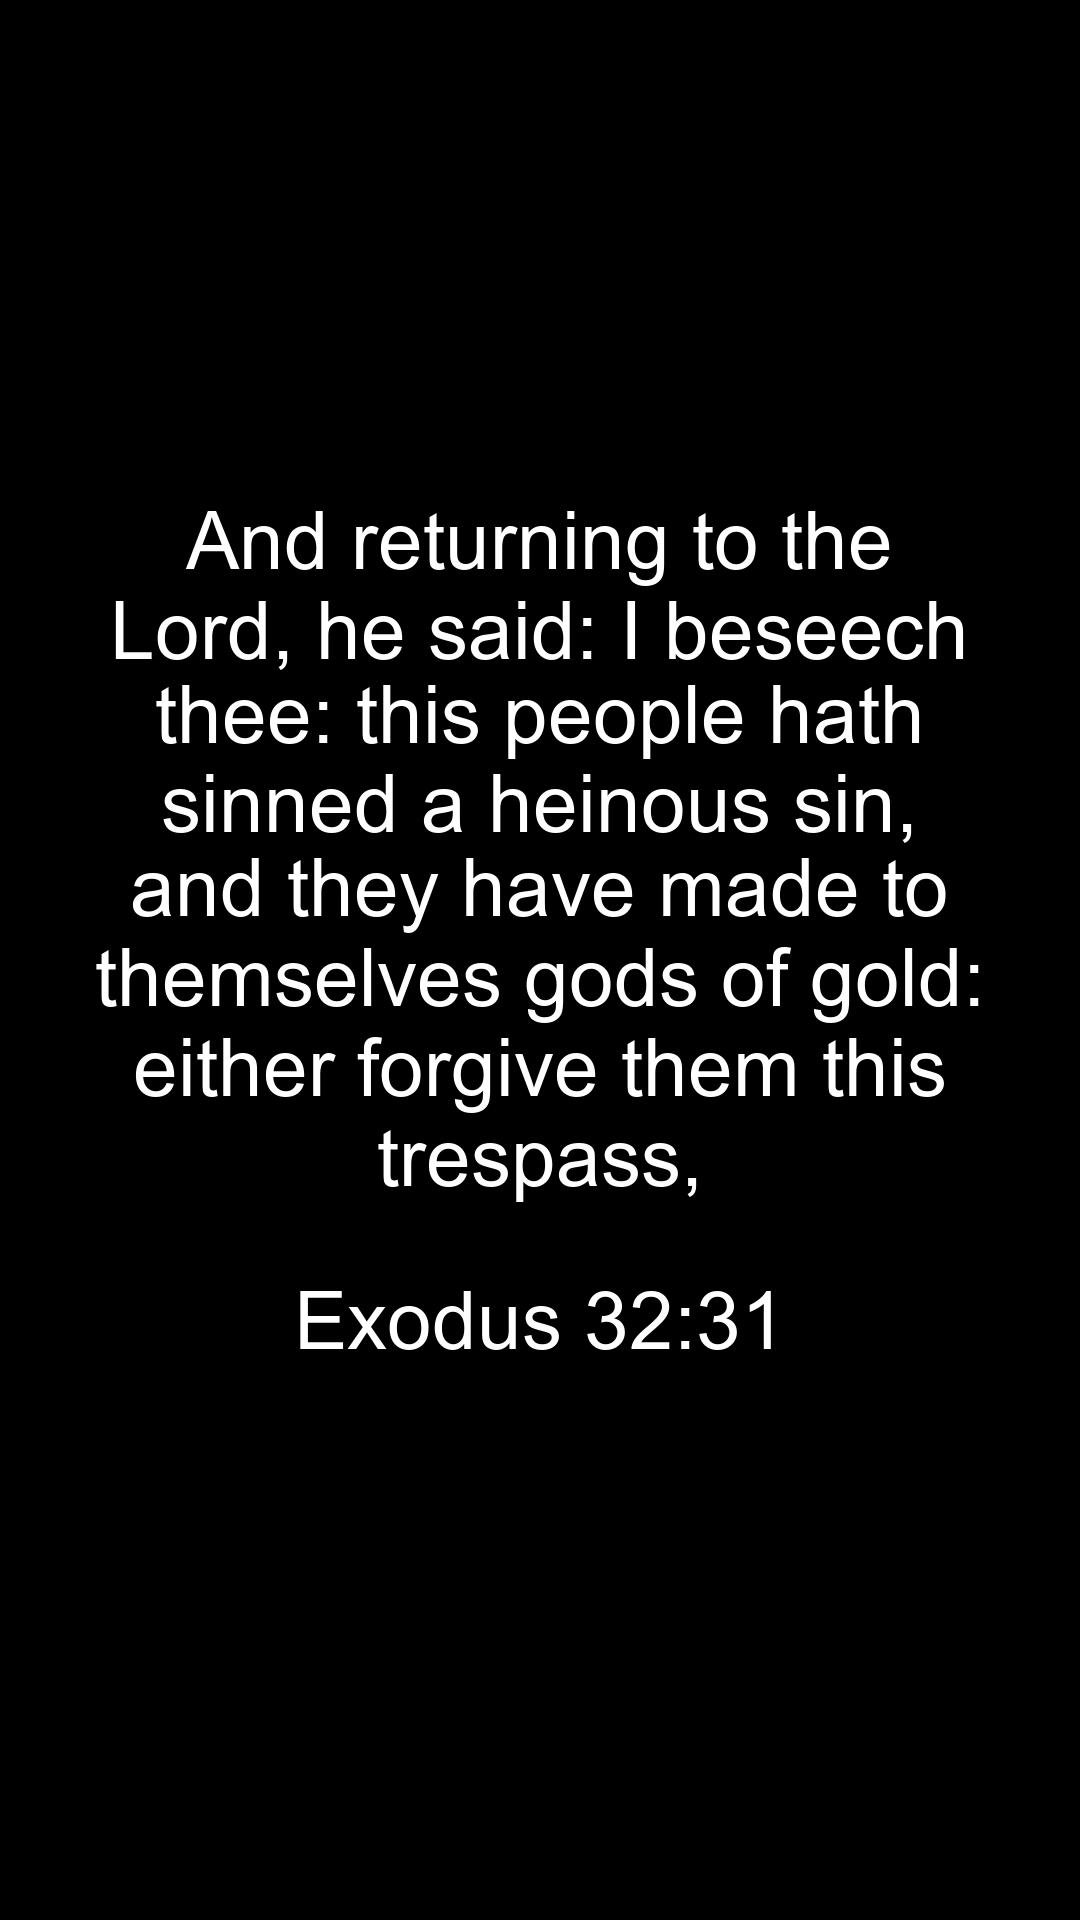 And returning to the
Lord, he said: I beseech
thee: this people hath
sinned a heinous sin,
and they have made to
themselves gods of gold:
either forgive them this
trespass,
Exodus 32:31